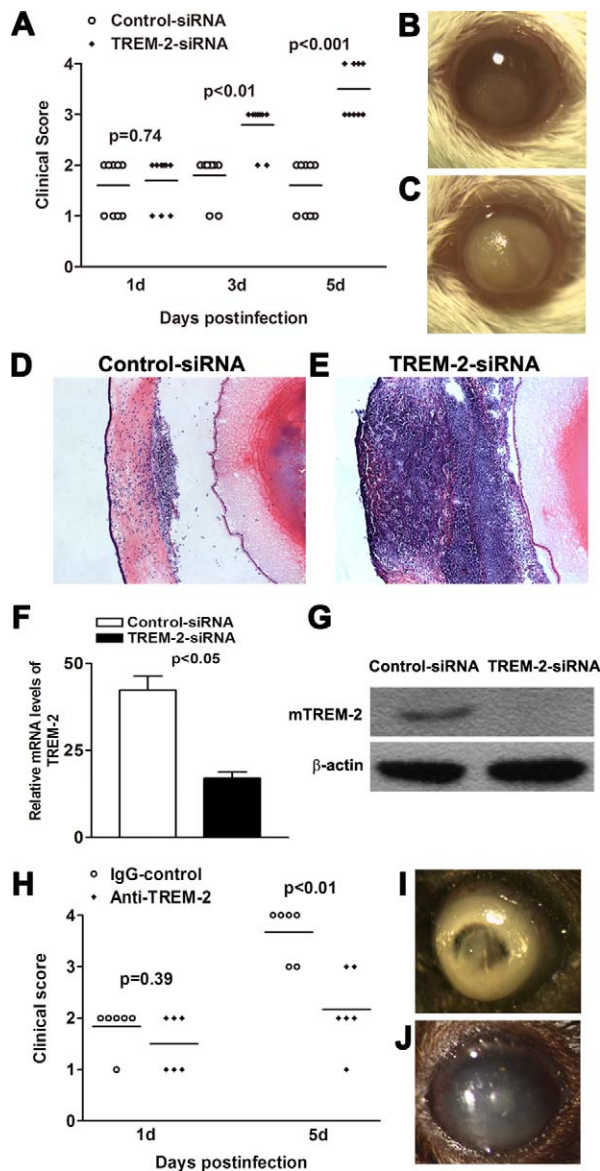 A
Control-siRNA
TREM-2-siRNA
p<0.001
p<0.01
p=0.74
4
3
2
1
0
Clinical Score
1d 3d 5d
Days postinfection
B
C
D Control-siRNA
E TREM-2-siRNA
F
Control-siRNA
TREM-2-siRNA
p<0.05
50
25
0
Relative mRNA levels of
TREM-2
G
Control-siRNA TREM-2-siRNA
mTREM-2
β-actin
H
IgG-control
Anti-TREM-2
p<0.01
p=0.39
4
3
2
1
0
Clinical score
1d 5d
Days postinfection
I
J